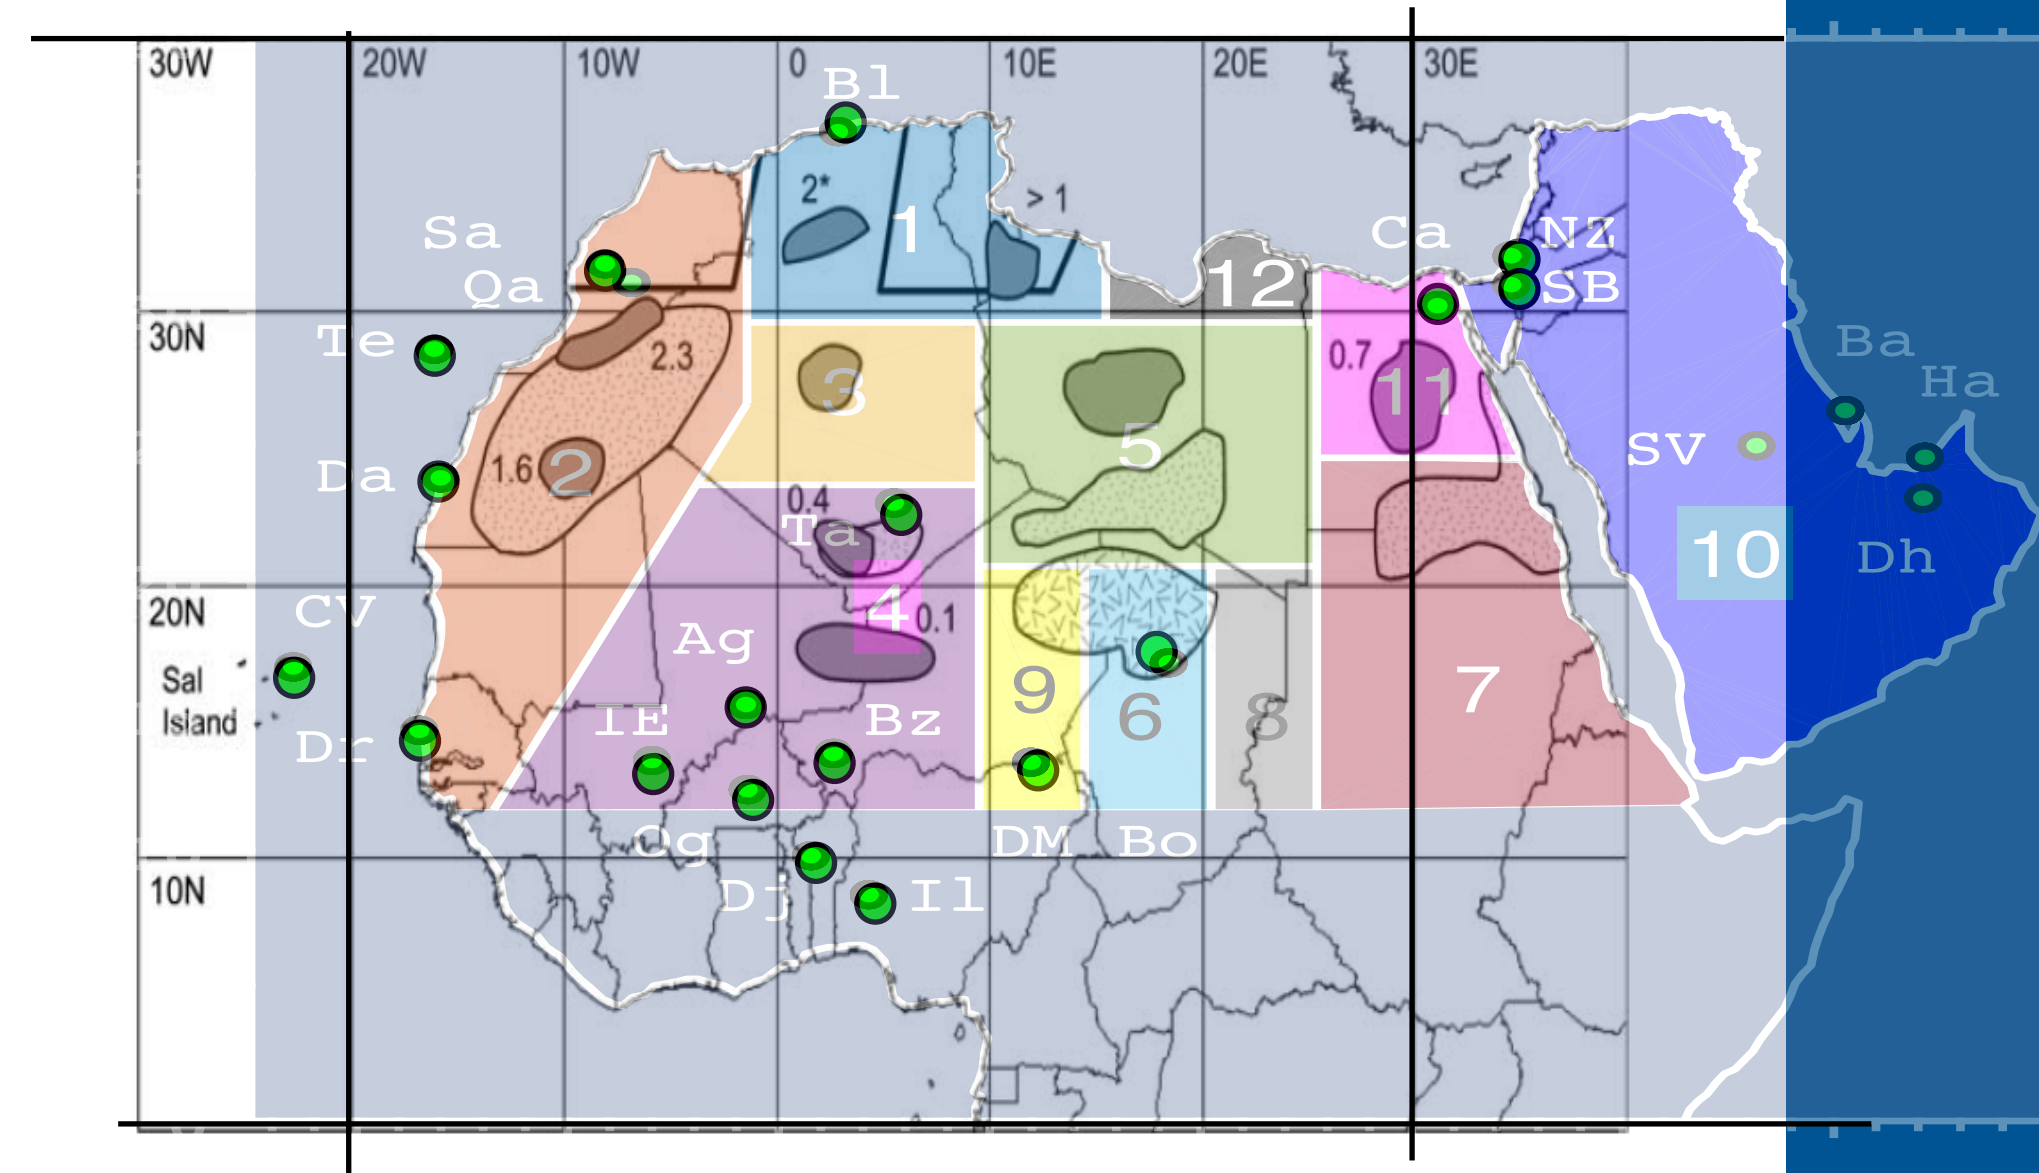 30W 20W 10W 0 10E 20E 30E
Bl
2*
> 1
1
Sa
Ca
NZ
Qa
12
SB
30N
Te
2.3
0.7
Ba
3
11
Ha
5
SV
Da
1.6
2
0.4
Ta
10
Dh
CV
20N
4
0.1
Ag
Sal
Island
9
7
6
8
IE
Bz
Dr
Og
DM
Bo
10N
Dj
Il